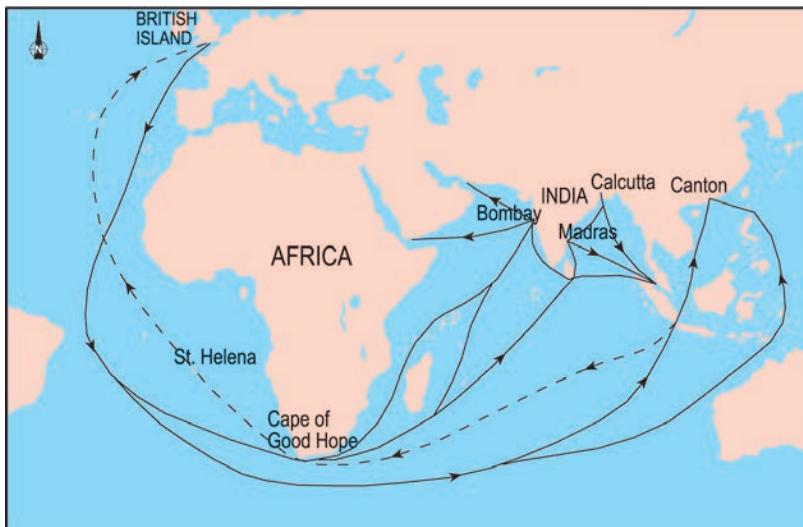 BRITISH
ISLAND
N
INDIA
Calcutta
Canton
Bombay
Madras
AFRICA
St. Helena
Cape of
Good Hope